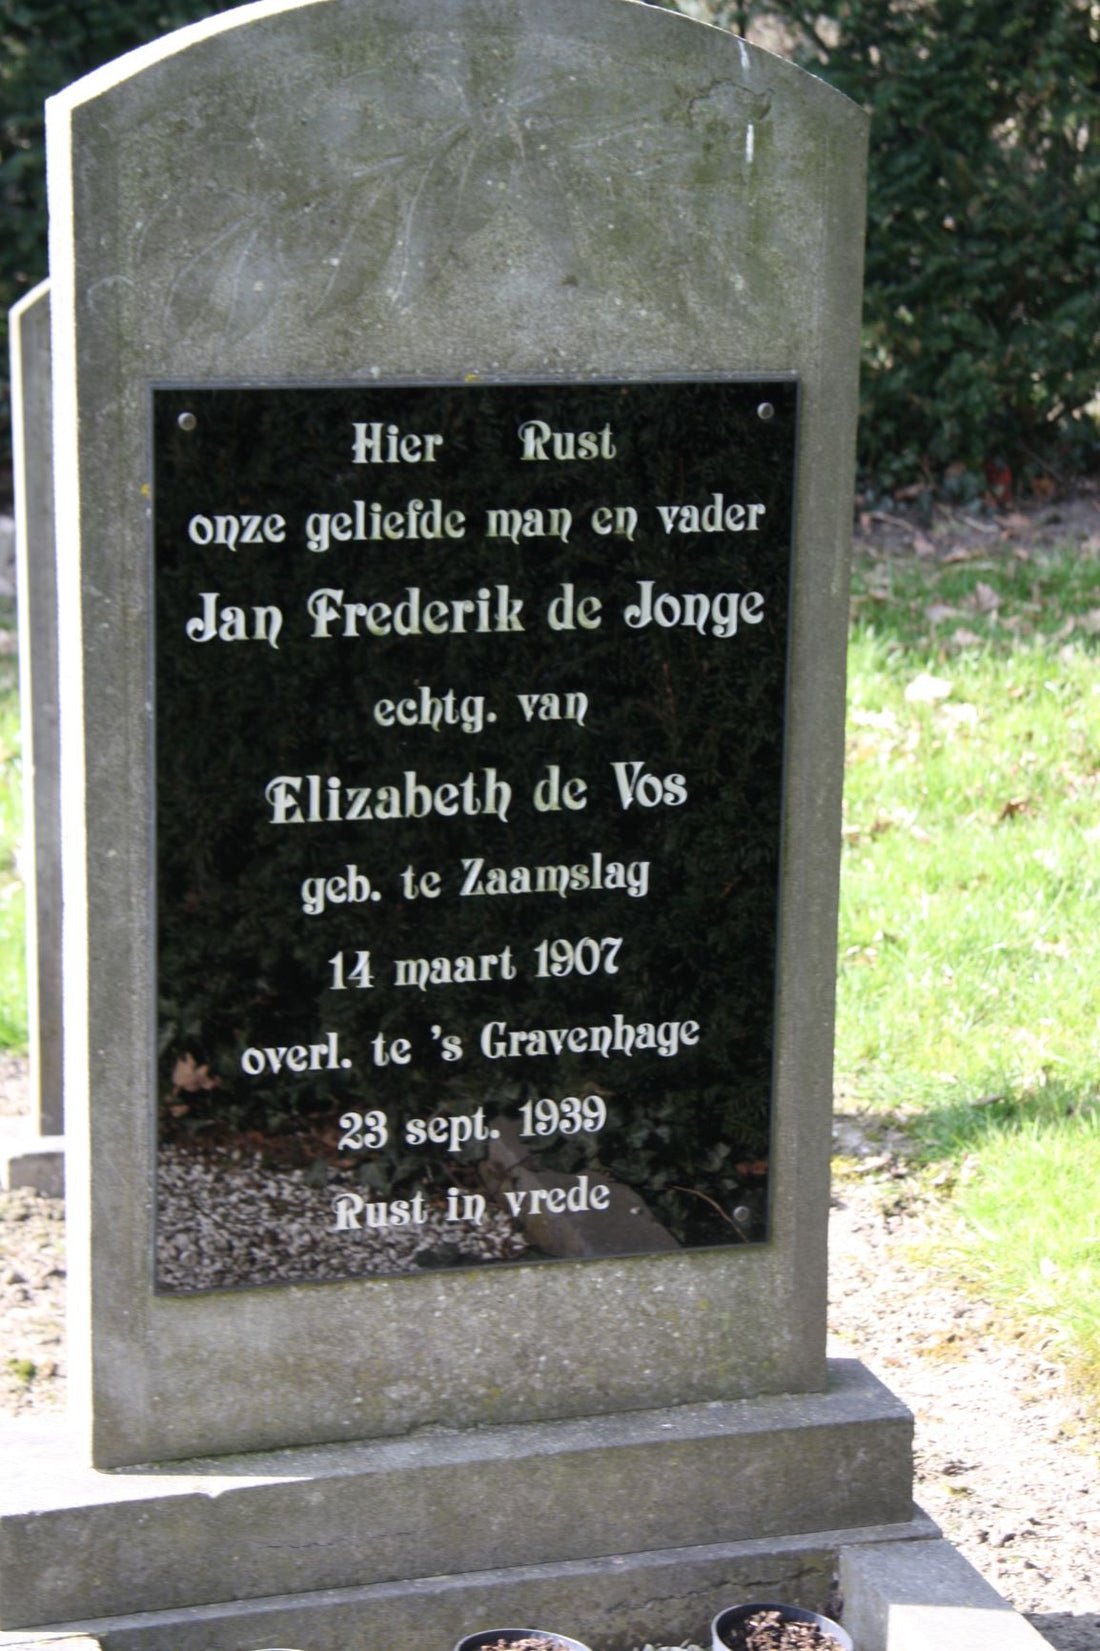 Hier Rust
onze geliefde man en vader
Jan Frederik de Jonge
echtg. van
Elizabeth de Vos
geb. te Zaamslag
14 maart 1907
overl. te 's Gravenhage
23 sept. 1939
Rust in vrede